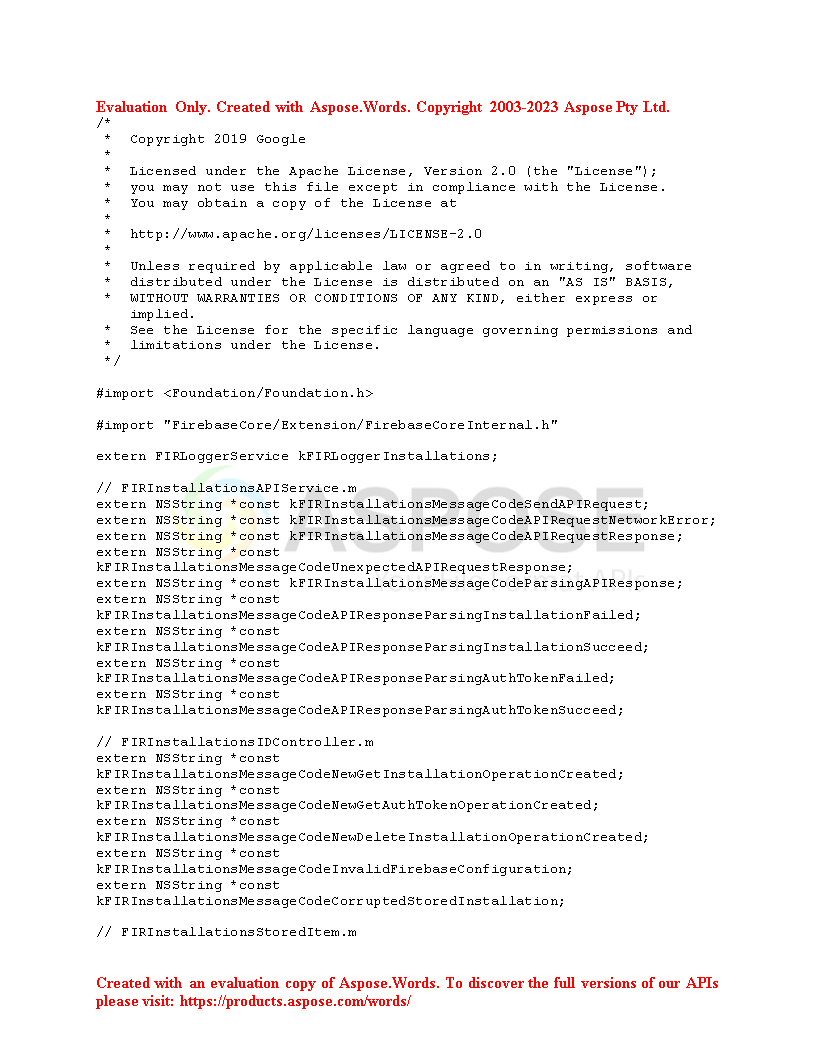 Evaluation Only. Created with Aspose.Words. Copyright 2003-2023 Aspose Pty Ltd.
/*
 * Copyright 2019 Google
 *
 * Licensed under the Apache License, Version 2.0 (the "License");
 * you may not use this file except in compliance with the License.
 * You may obtain a copy of the License at
 *
 * http://www.apache.org/licenses/LICENSE-2.0
 *
 * Unless required by applicable law or agreed to in writing, software
 * distributed under the License is distributed on an "AS IS" BASIS,
 * WITHOUT WARRANTIES OR CONDITIONS OF ANY KIND, either express or
implied.
 * See the License for the specific language governing permissions and
 * limitations under the License.
 */
#import <Foundation/Foundation.h>
#import "FirebaseCore/Extension/FirebaseCoreInternal.h"
extern FIRLoggerService kFIRLoggerInstallations;
// FIRInstallationsAPIService.m
extern NSString *const kFIRInstallationsMessageCodeSendAPIRequest;
extern NSString *const kFIRInstallationsMessageCodeAPIRequestNetworkError;
extern NSString *const kFIRInstallationsMessageCodeAPIRequestResponse;
extern NSString *const
kFIRInstallationsMessageCodeUnexpectedAPIRequestResponse;
extern NSString *const kFIRInstallationsMessageCodeParsingAPIResponse;
extern NSString *const
kFIRInstallationsMessageCodeAPIResponseParsingInstallationFailed;
extern NSString *const
kFIRInstallationsMessageCodeAPIResponseParsingInstallationSucceed;
extern NSString *const
kFIRInstallationsMessageCodeAPIResponseParsingAuthTokenFailed;
extern NSString *const
kFIRInstallationsMessageCodeAPIResponseParsingAuthTokenSucceed;
// FIRInstallationsIDController.m
extern NSString *const
kFIRInstallationsMessageCodeNewGetInstallationOperationCreated;
extern NSString *const
kFIRInstallationsMessageCodeNewGetAuthTokenOperationCreated;
extern NSString *const
kFIRInstallationsMessageCodeNewDeleteInstallationOperationCreated;
extern NSString *const
kFIRInstallationsMessageCodeInvalidFirebaseConfiguration;
extern NSString *const
kFIRInstallationsMessageCodeCorruptedStoredInstallation;
// FIRInstallationsStoredItem.m
Created with an evaluation copy of Aspose.Words. To discover the full versions of our APIs
please visit: https://products.aspose.com/words/
ASPOSE